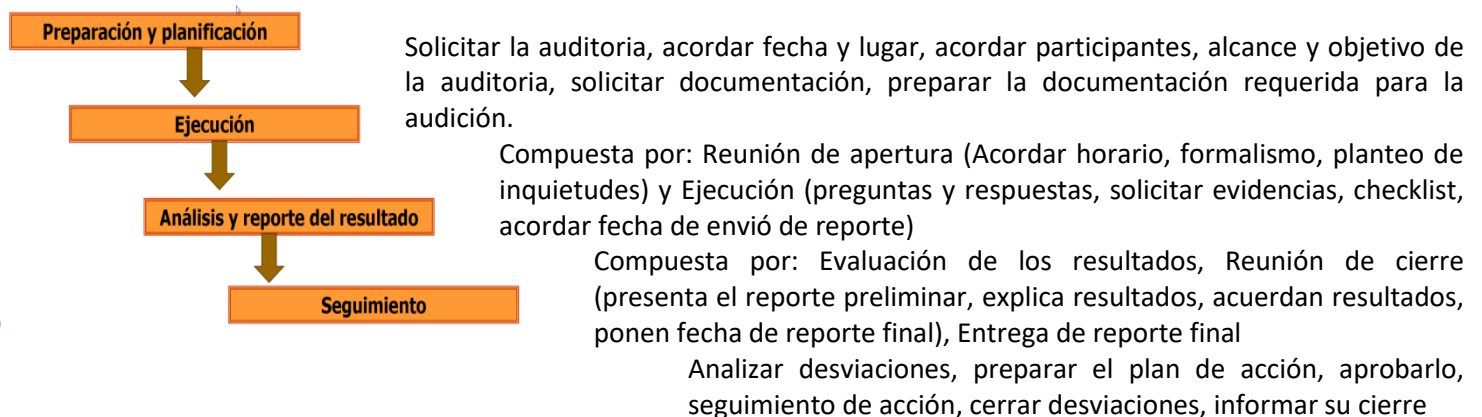 Preparación y planificación
Solicitar la auditoria, acordar fecha y lugar, acordar participantes, alcance y objetivo de
la auditoria, solicitar documentación, preparar la documentación requerida para la
audición.
Ejecución
Compuesta por: Reunión de apertura (Acordar horario, formalismo, planteo de
inquietudes) y Ejecución (preguntas y respuestas, solicitar evidencias, checklist,
acordar fecha de envió de reporte)
Análisis y reporte del resultado
Compuesta por: Evaluación de los resultados, Reunión de cierre
(presenta el reporte preliminar, explica resultados, acuerdan resultados,
ponen fecha de reporte final), Entrega de reporte final
Seguimiento
Analizar desviaciones, preparar el plan de acción, aprobarlo,
seguimiento de acción, cerrar desviaciones, informar su cierre